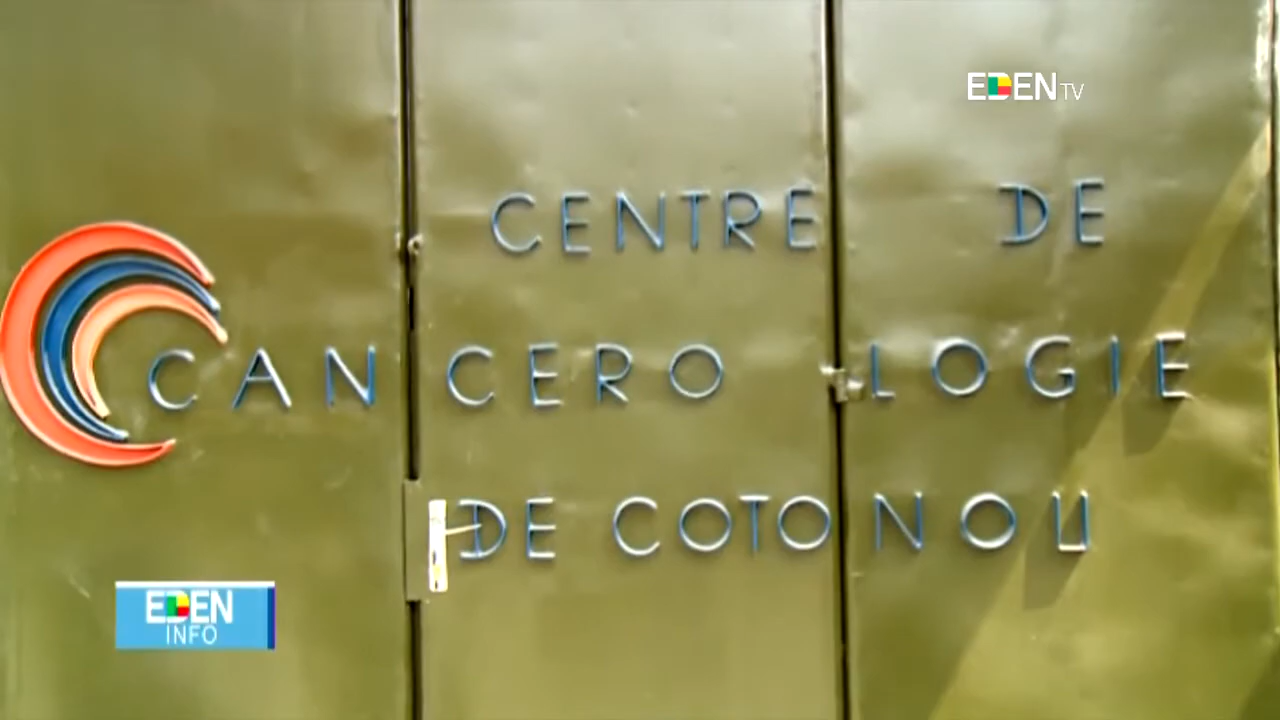 EDEN TV
CENTRE DE
CANCEROLOGIE
DE COTONOU
EDEN
INFO